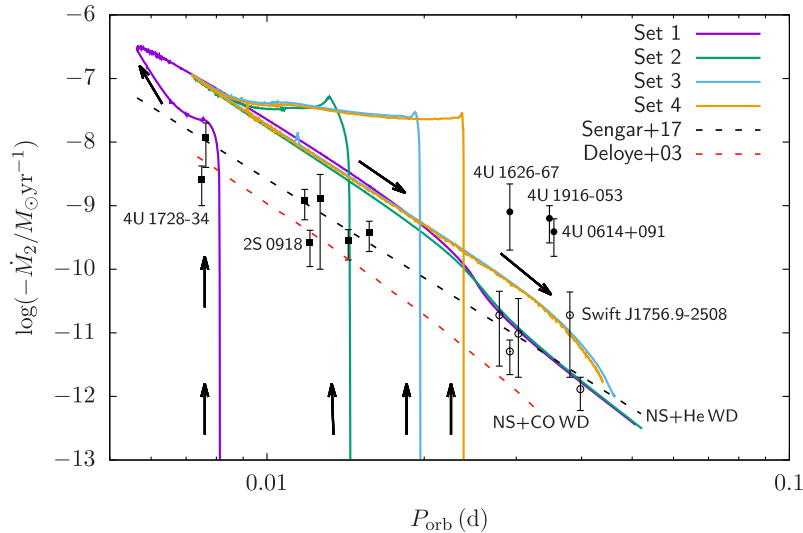 −6
−7
−8
−9
−10
−11
−12
−13
log(−Ṁ₂/M⊙yr⁻¹)
Set 1
Set 2
Set 3
Set 4
Sengar+17
Deloye+03
4U 1626-67
4U 1916-053
4U 0614+091
4U 1728-34
2S 0918
Swift J1756.9-2508
NS+CO WD
NS+He WD
0.01
0.1
P_orb (d)